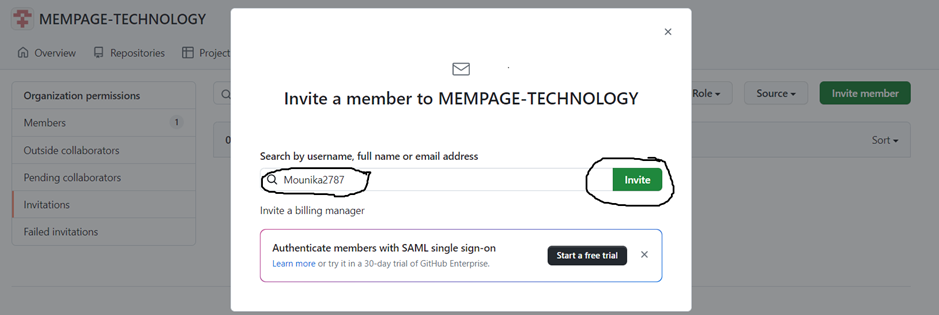 MEMPAGE-TECHNOLOGY
Overview Repositories Project
Organization permissions
Members 1
Outside collaborators
Pending collaborators
Invitations
Failed invitations
Role Source Invite member
0
Sort
Invite a member to MEMPAGE-TECHNOLOGY
Search by username, full name or email address
Mounika2787 Invite
Invite a billing manager
Authenticate members with SAML single sign-on
Learn more or try it in a 30-day trial of GitHub Enterprise.
Start a free trial